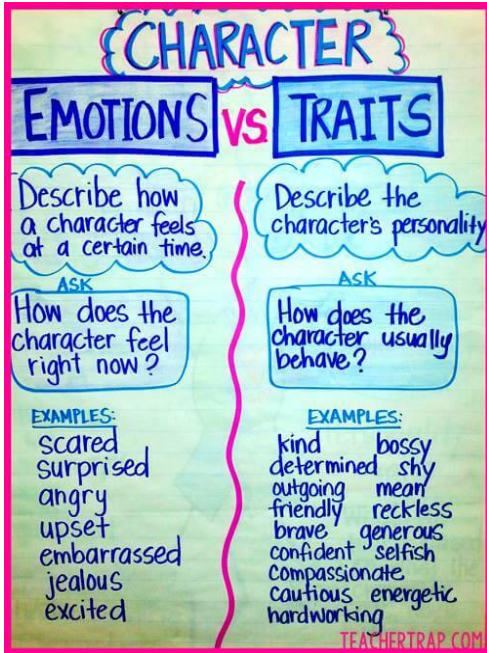 CHARACTER
EMOTIONS VS TRAITS
Describe how
a character feels
at a certain time.
ASK
How does the
character feel
right now?
EXAMPLES:
scared
surprised
angry
upset
embarrassed
jealous
excited
Describe the
character's personality
ASK
How does the
character usually
behave?
EXAMPLES:
kind bossy
determined shy
outgoing mean
friendly reckless
brave generous
confident selfish
compassionate
cautious energetic
hardworking
TEACHERTRAP.COM